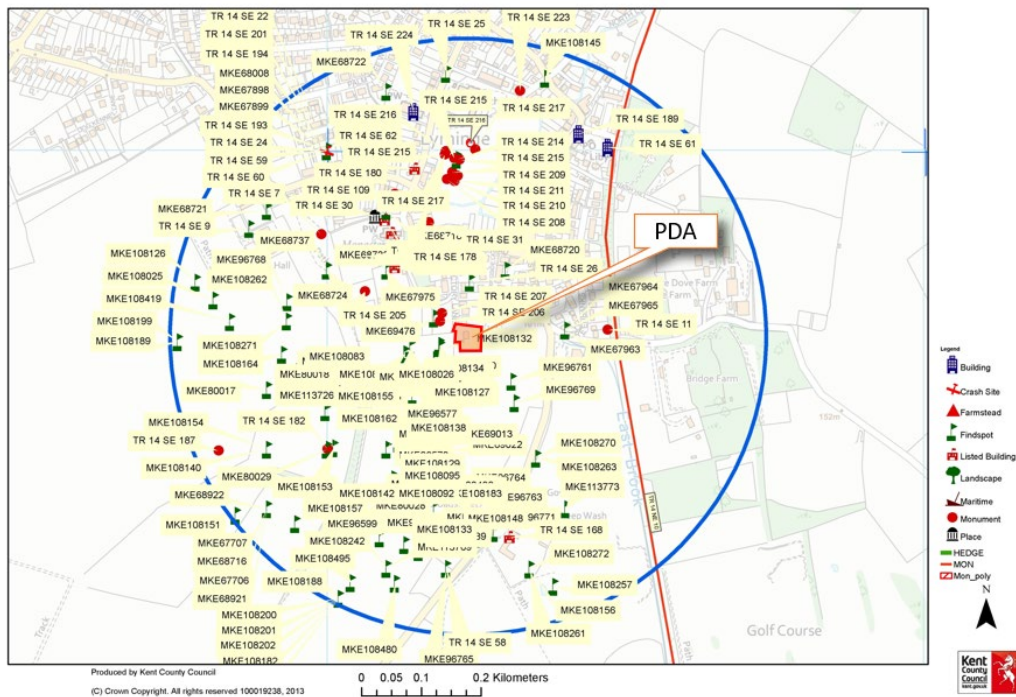 TR 14 SE 22
TR 14 SE 201
TR 14 SE 194
MKE68008
MKE67898
MKE67899
TR 14 SE 193
TR 14 SE 24
TR 14 SE 59
TR 14 SE 60
TR 14 SE 7
MKE68721
TR 14 SE 9
MKE108126
MKE96768
MKE108025
MKE108262
MKE108419
MKE108199
MKE108189
MKE108271
MKE108164
MKE80017
MKE108154
TR 14 SE 187
MKE108140
MKE80029
MKE68922
MKE108153
MKE108151
MKE67707
MKE68716
MKE67706
MKE68921
MKE108188
MKE108200
MKE108201
MKE108202
MKE108182
TR 14 SE 224
TR 14 SE 25
TR 14 SE 223
MKE68722
MKE108145
TR 14 SE 215
TR 14 SE 217
TR 14 SE 216
TR 14 SE 218
TR 14 SE 189
TR 14 SE 62
TR 14 SE 61
TR 14 SE 215
TR 14 SE 214
TR 14 SE 215
TR 14 SE 180
TR 14 SE 209
TR 14 SE 109
TR 14 SE 211
TR 14 SE 30
TR 14 SE 217
TR 14 SE 210
TR 14 SE 208
PDA
MKE68737
TR 14 SE 31
MKE68720
TR 14 SE 178
TR 14 SE 26
MKE67964
MKE67965
TR 14 SE 11
MKE68724
MKE67975
TR 14 SE 207
TR 14 SE 206
TR 14 SE 205
MKE69476
MKE108132
MKE67963
MKE108083
MKE80018
MKE108026
MKE96761
MKE96769
MKE113726
MKE108155
MKE108127
MKE108162
MKE96577
MKE108138
TR 14 SE 182
MKE108270
MKE108129
MKE108095
MKE108263
MKE113773
MKE108142
MKE108092
MKE108157
MKE96599
MKE108133
MKE108148
TR 14 SE 168
MKE108242
MKE108495
MKE108272
MKE108257
MKE108156
MKE108261
TR 14 SE 58
MKE108480
MKE96765
Bridge Farm
East Brook
Golf Course
Track
Path
Path
Legend
Building
Crash Site
Farmstead
Findspot
Listed Building
Landscape
Maritime
Monument
Place
HEDGE
MON
Mon_poly
N
Kent
County
Council
kent.gov.uk
Produced by Kent County Council
(C) Crown Copyright. All rights reserved 100019238, 2013
0 0.05 0.1 0.2 Kilometers